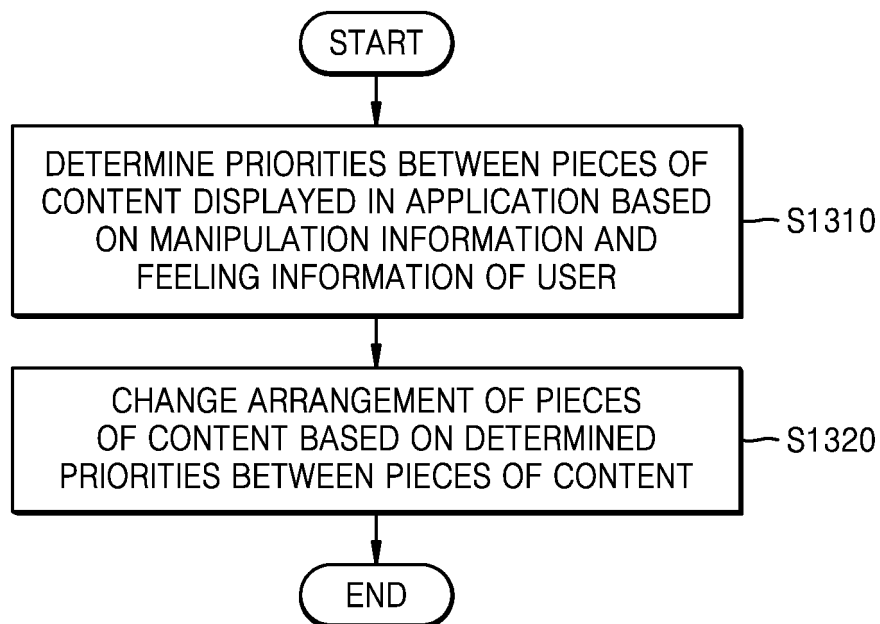 START
DETERMINE PRIORITIES BETWEEN PIECES OF
CONTENT DISPLAYED IN APPLICATION BASED
ON MANIPULATION INFORMATION AND
FEELING INFORMATION OF USER
S1310
CHANGE ARRANGEMENT OF PIECES
OF CONTENT BASED ON DETERMINED
PRIORITIES BETWEEN PIECES OF CONTENT
S1320
END